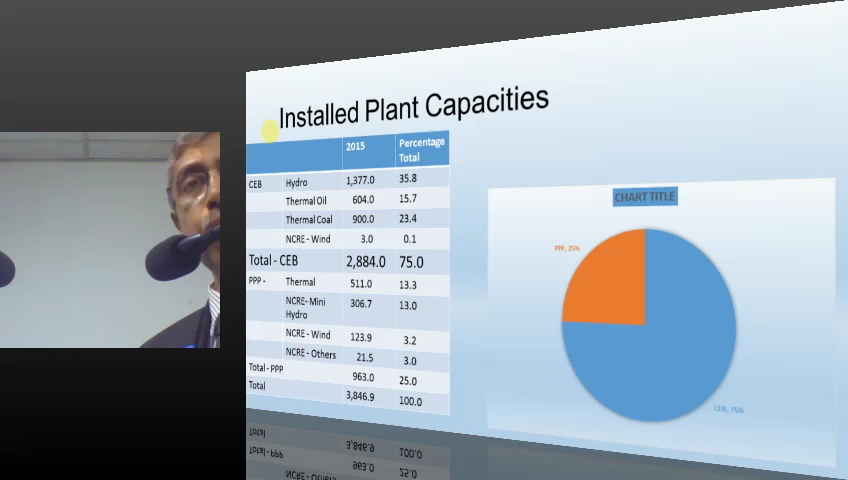 Installed Plant Capacities
2015 Percentage Total
CEB Hydro 1,377.0 35.8
Thermal Oil 604.0 15.7
Thermal Coal 900.0 23.4
NCRE - Wind 3.0 0.1
Total - CEB 2,884.0 75.0
PPP - Thermal 511.0 13.3
NCRE- Mini Hydro 306.7 13.0
NCRE - Wind 123.9 3.2
NCRE - Others 21.5 3.0
Total - PPP 963.0 25.0
Total 3,846.9 100.0
CHART TITLE
PPP, 25%
CEB, 75%